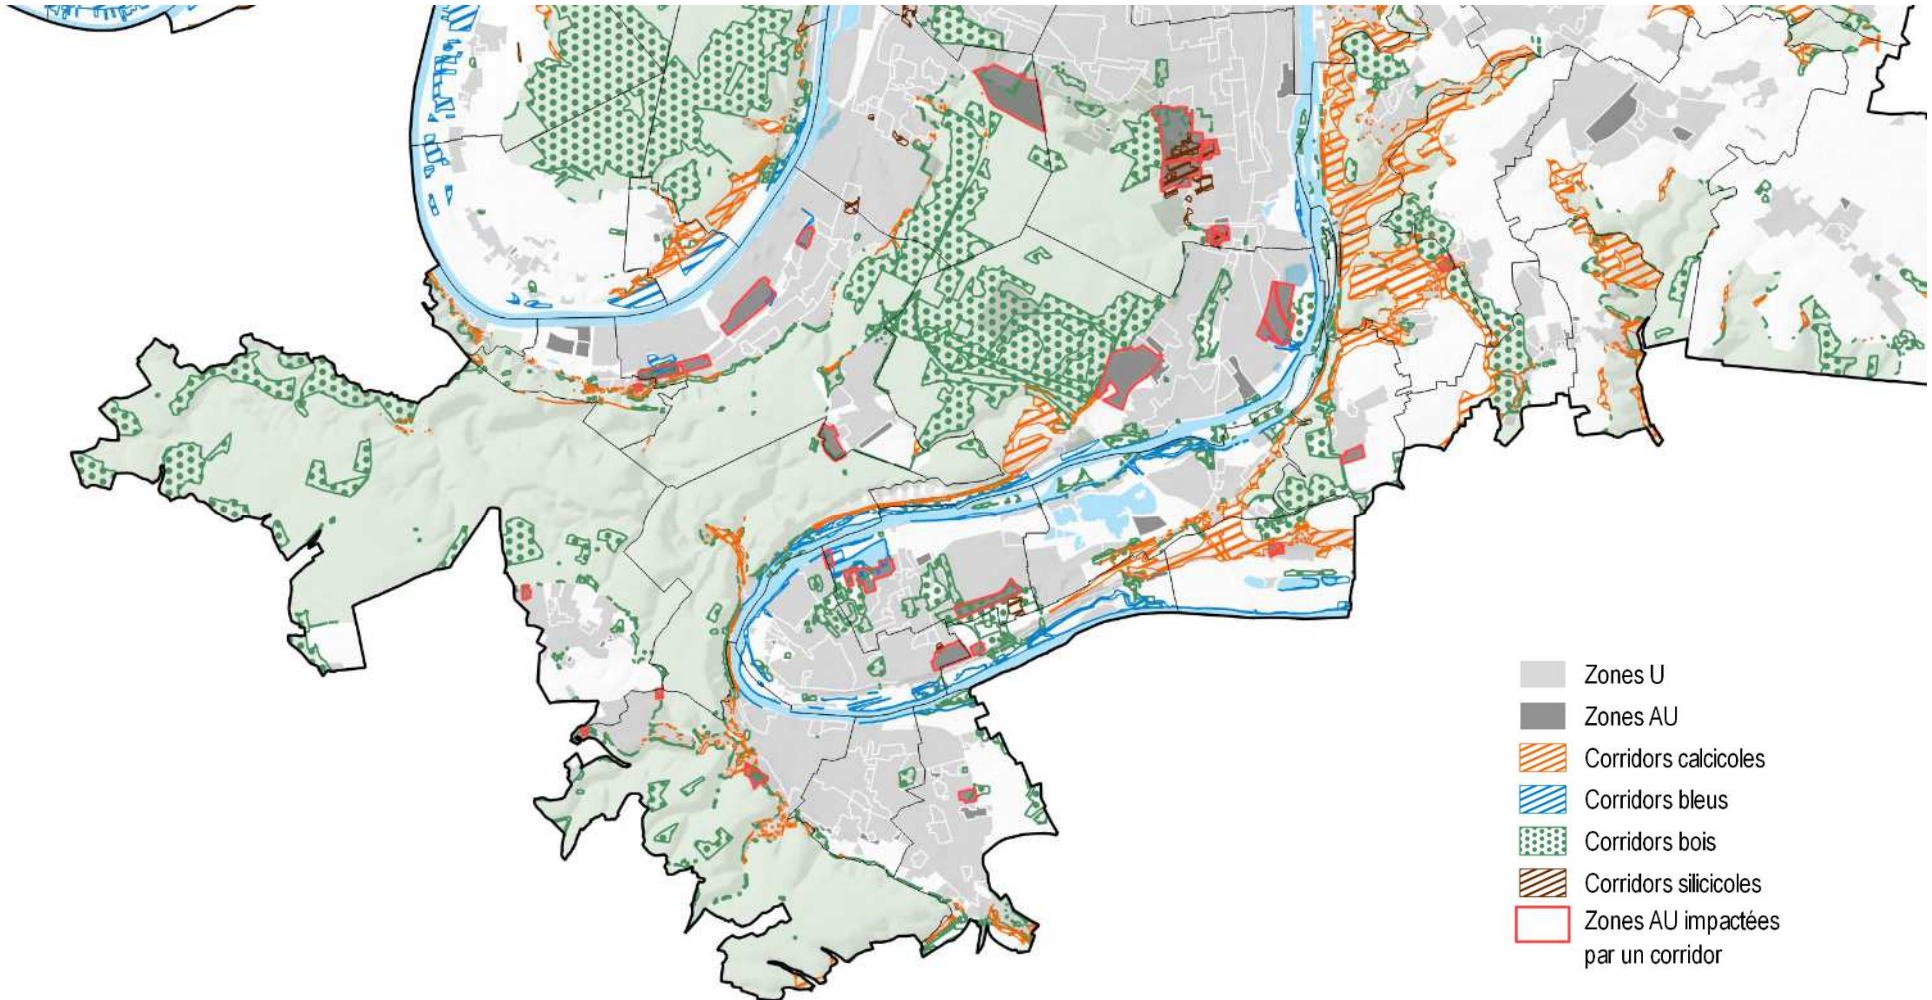 Zones U
Zones AU
Corridors calcicoles
Corridors bleus
Corridors bois
Corridors silicicoles
Zones AU impactées
par un corridor